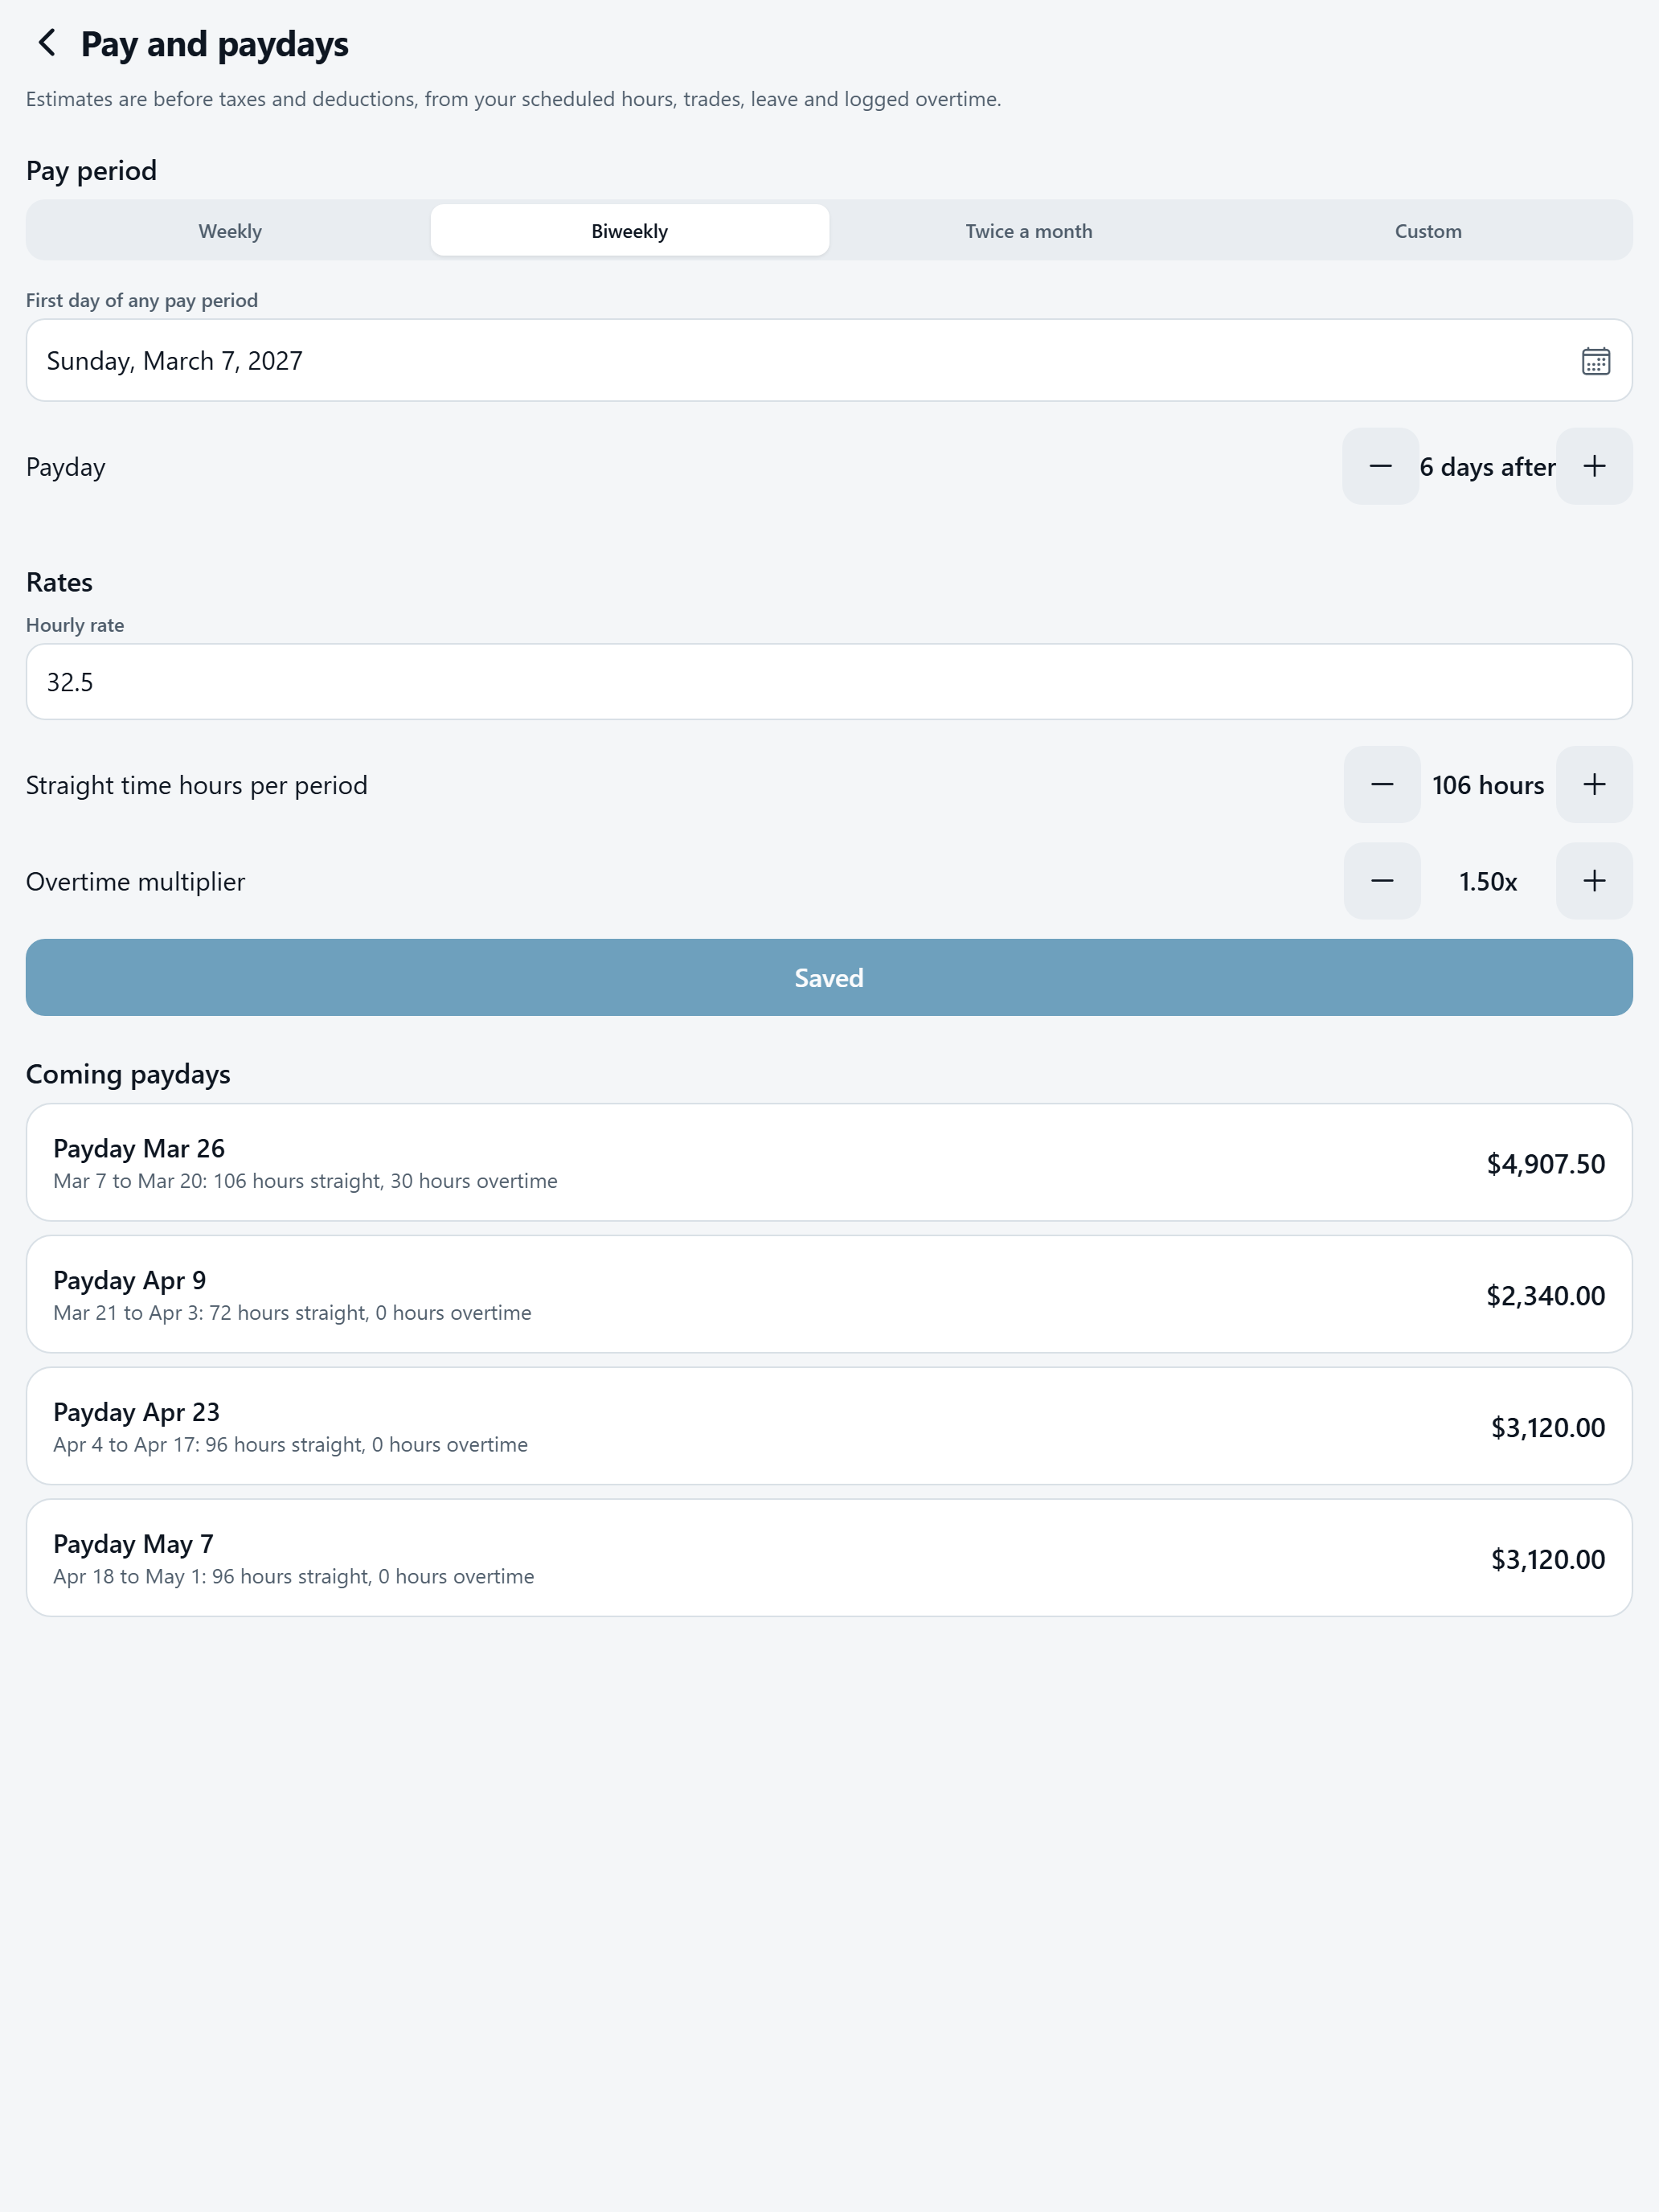 Pay and paydays
Estimates are before taxes and deductions, from your scheduled hours, trades, leave and logged overtime.
Pay period
Weekly
Biweekly
Twice a month
Custom
First day of any pay period
Sunday, March 7, 2027
Payday
6 days after
Rates
Hourly rate
32.5
Straight time hours per period
106 hours
Overtime multiplier
1.50x
Saved
Coming paydays
Payday Mar 26
Mar 7 to Mar 20: 106 hours straight, 30 hours overtime
$4,907.50
Payday Apr 9
Mar 21 to Apr 3: 72 hours straight, 0 hours overtime
$2,340.00
Payday Apr 23
Apr 4 to Apr 17: 96 hours straight, 0 hours overtime
$3,120.00
Payday May 7
Apr 18 to May 1: 96 hours straight, 0 hours overtime
$3,120.00